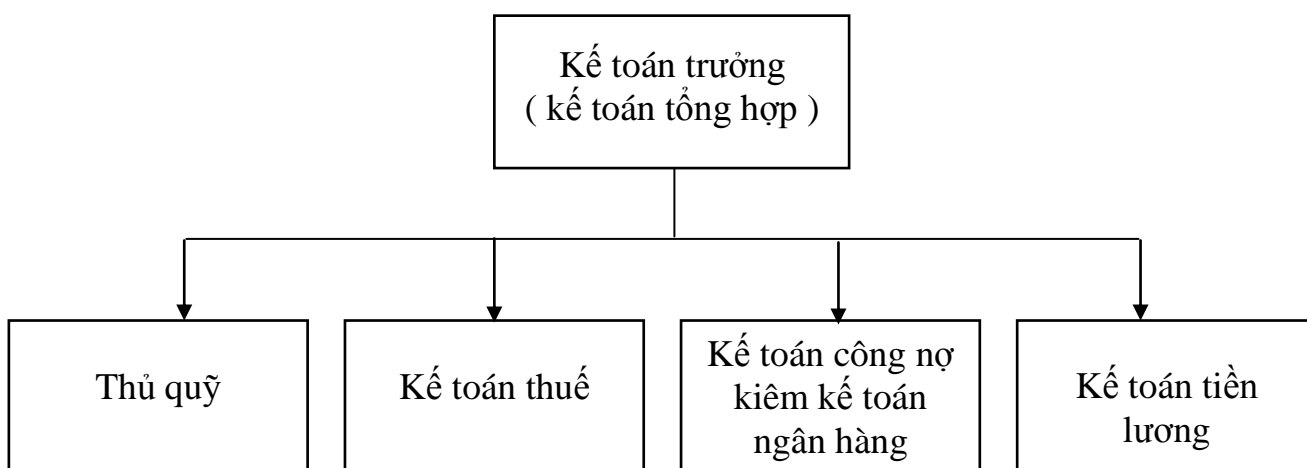 Kế toán trưởng
( kế toán tổng hợp )
Thủ quỹ
Kế toán thuế
Kế toán công nợ
kiêm kế toán
ngân hàng
Kế toán tiền
lương